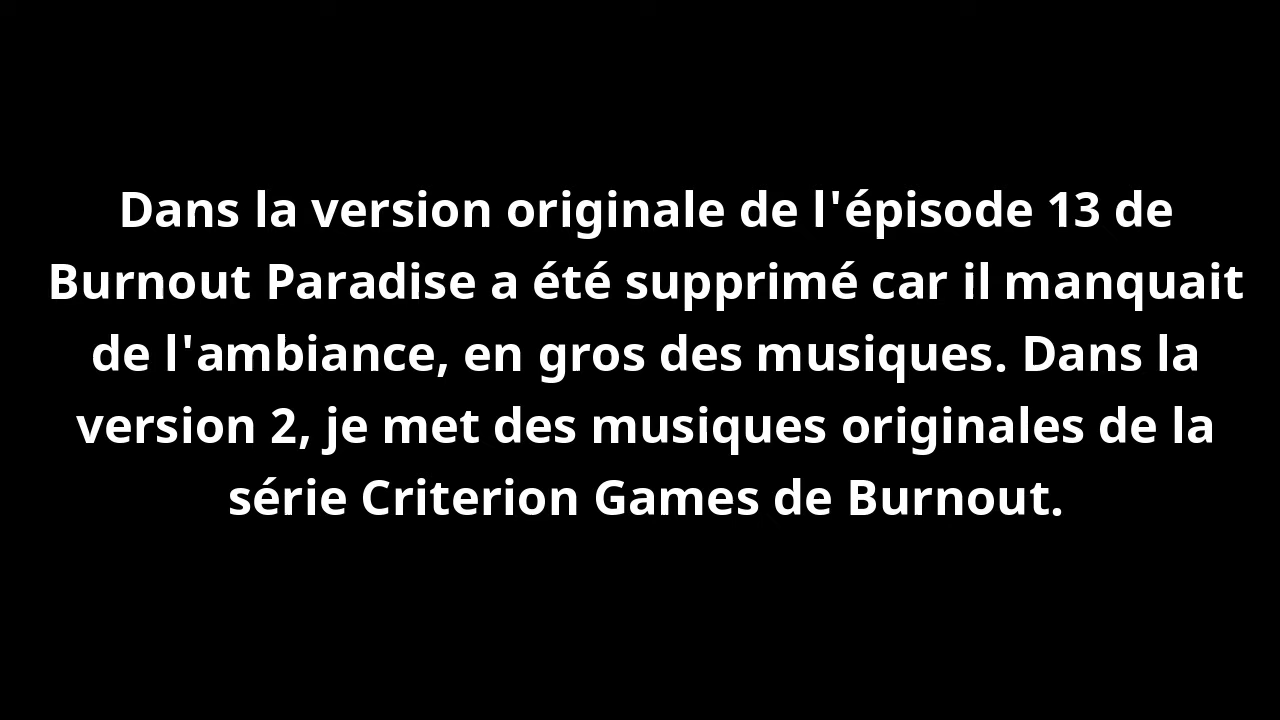 Dans la version originale de l'épisode 13 de
Burnout Paradise a été supprimé car il manquait
de l'ambiance, en gros des musiques. Dans la
version 2, je met des musiques originales de la
série Criterion Games de Burnout.